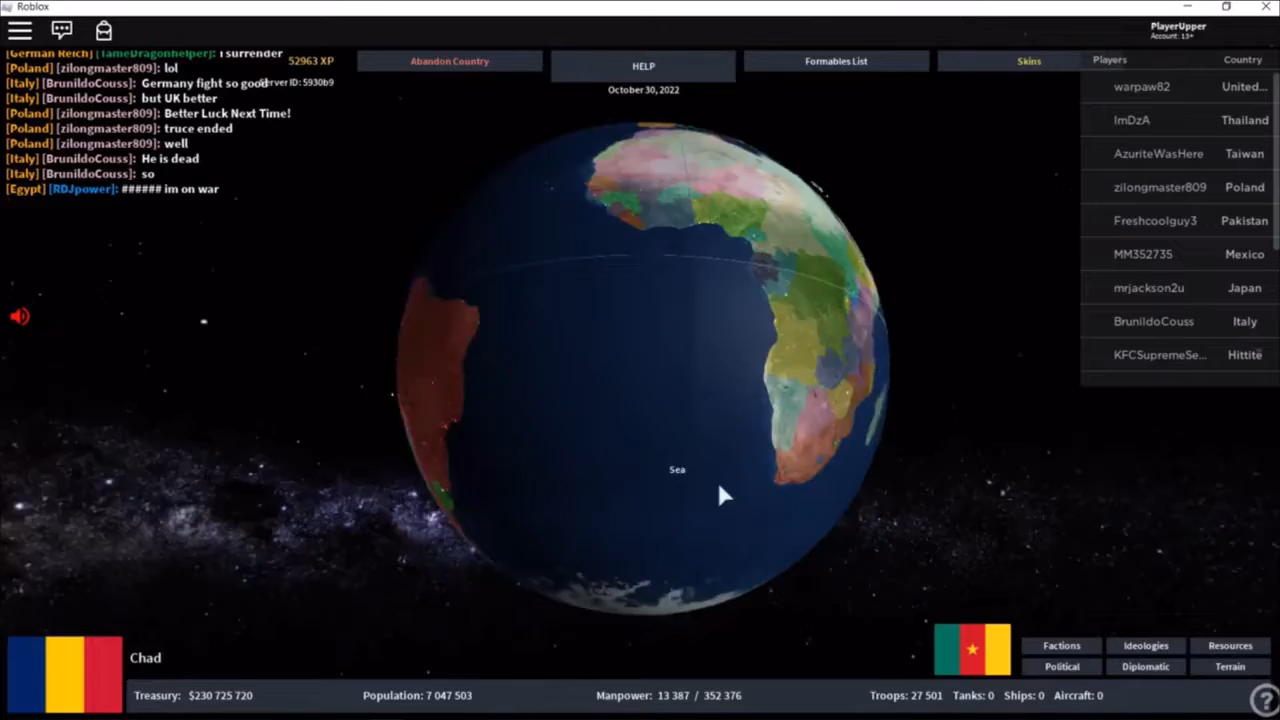 Roblox
PlayerUpper
Account: 13+
[German Reich] [TameDragonhelper]: I surrender
[Poland] [zilongmaster809]: lol
[Italy] [BrunildoCouss]: Germany fight so good
[Italy] [BrunildoCouss]: but UK better
[Poland] [zilongmaster809]: Better Luck Next Time!
[Poland] [zilongmaster809]: truce ended
[Poland] [zilongmaster809]: well
[Italy] [BrunildoCouss]: He is dead
[Italy] [BrunildoCouss]: so
[Egypt] [RDJpower]: ###### im on war
52963 XP
Server ID: 5930b9
Abandon Country
HELP
Formables List
Skins
October 30, 2022
Players Country
warpaw82 United...
ImDzA Thailand
AzuriteWasHere Taiwan
zilongmaster809 Poland
Freshcoolguy3 Pakistan
MM352735 Mexico
mrjackson2u Japan
BrunildoCouss Italy
KFCSupremeSe... Hittite
Sea
Chad
Factions Ideologies Resources
Political Diplomatic Terrain
Treasury: $230 725 720 Population: 7 047 503 Manpower: 13 387 / 352 376 Troops: 27 501 Tanks: 0 Ships: 0 Aircraft: 0
?